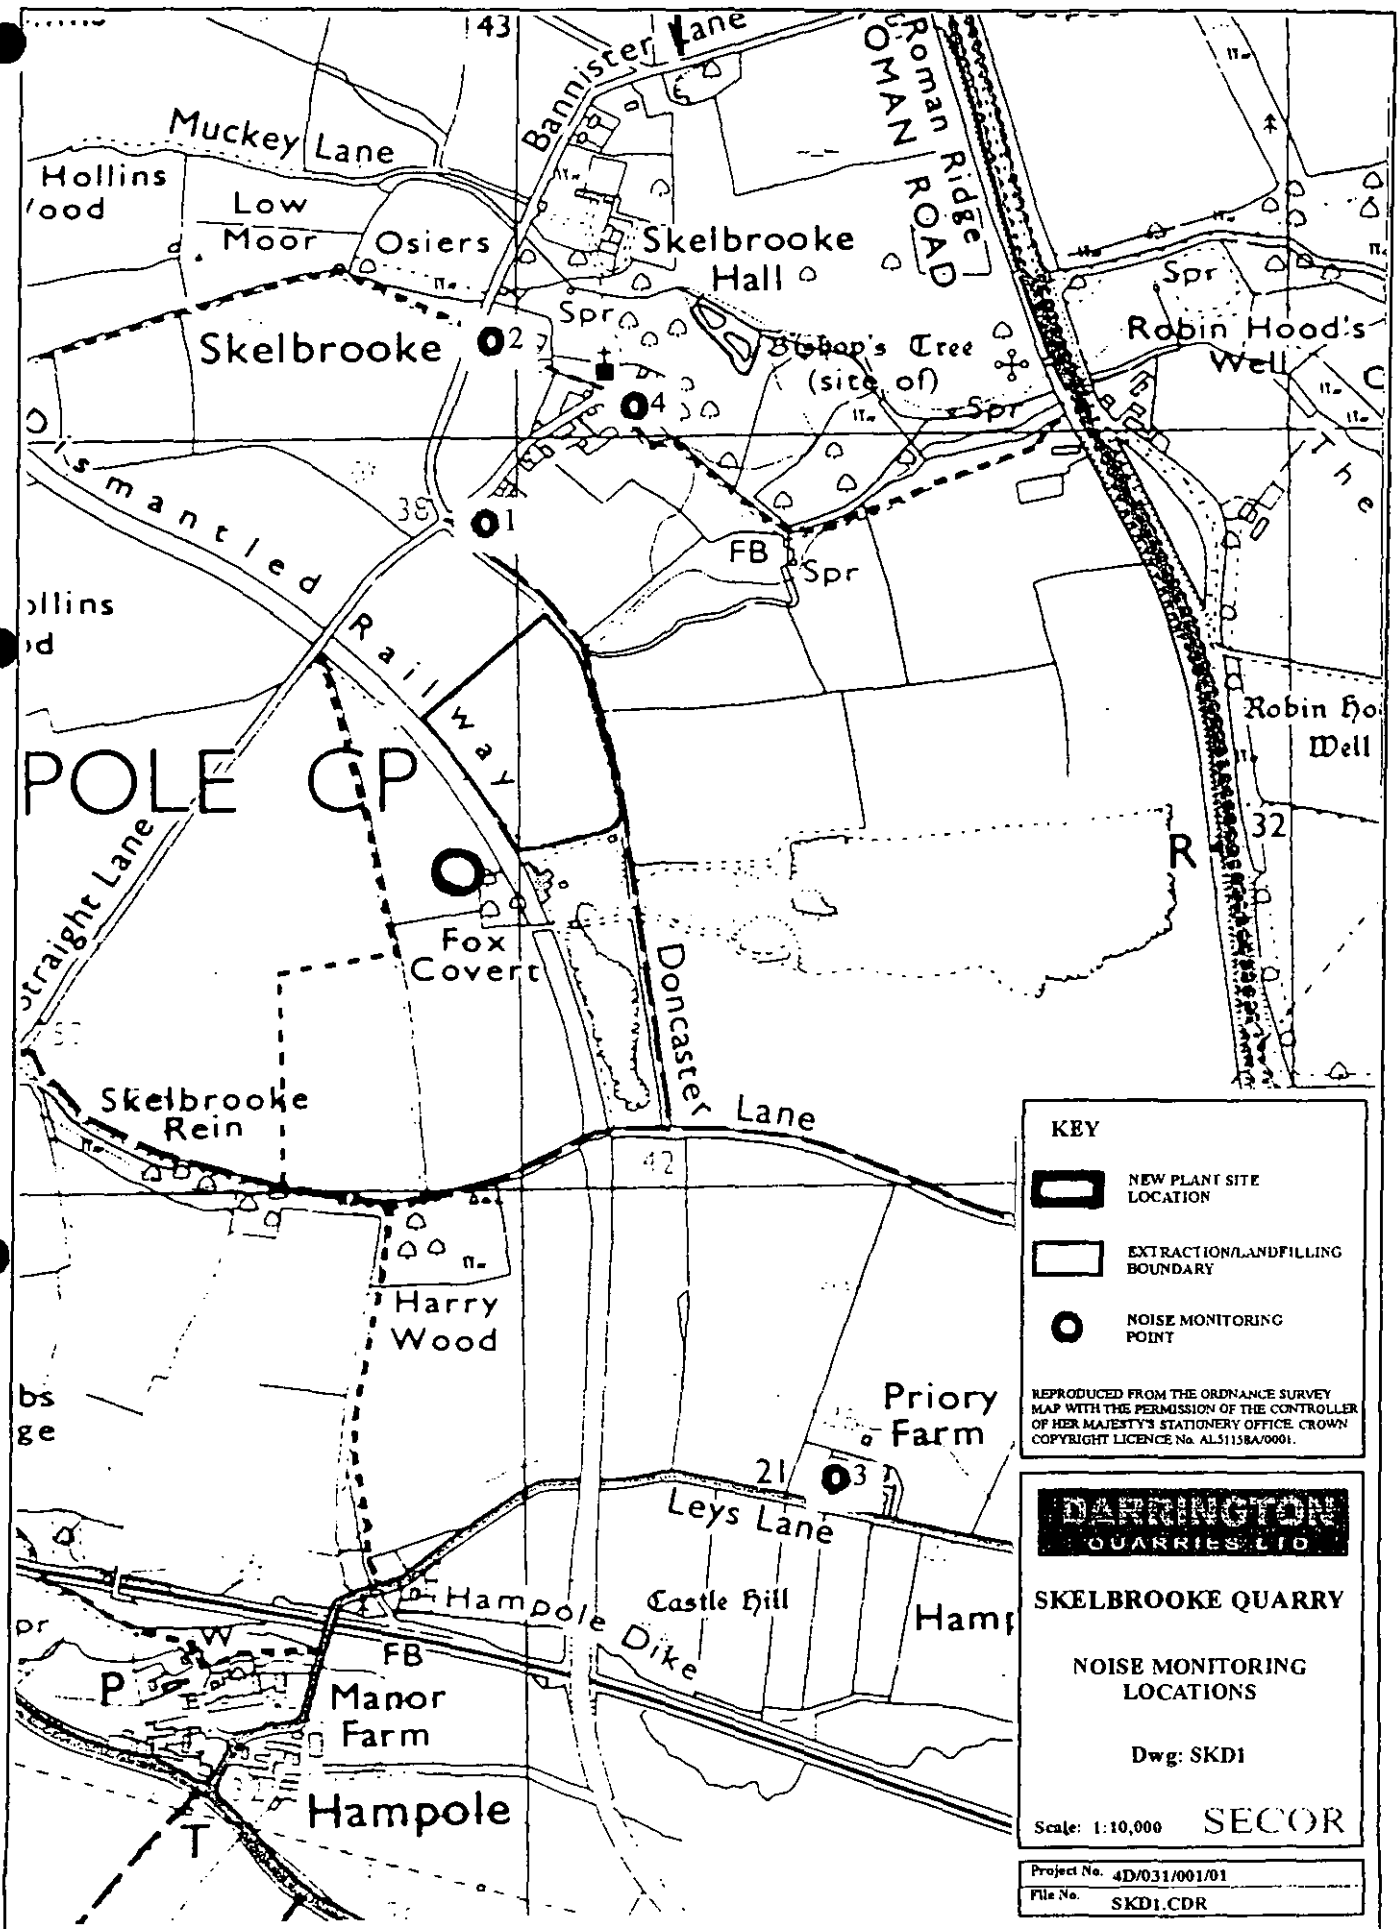 43
Bannister Lane
Roman Ridge
OMAN ROAD
Muckey Lane
Hollins
Low
Moor
Osiers
Skelbrooke
Hall
Spr
Spr
Skelbrooke
2
Bishop's Tree
(site of)
Robin Hood's
Well
4
Spr
The
Dismantled Railway
38
1
FB
Spr
ollins
Robin Ho
Well
POLE CP
32
R
Straight Lane
Fox
Covert
Doncaster Lane
Skelbrooke
Rein
42
Harry
Wood
bs
ge
Priory
Farm
21
3
Leys Lane
Hampole Dike
Castle Hill
Hamp
pr
W
FB
P
Manor
Farm
Hampole
T
KEY
NEW PLANT SITE
LOCATION
EXTRACTION/LANDFILLING
BOUNDARY
NOISE MONITORING
POINT
REPRODUCED FROM THE ORDNANCE SURVEY
MAP WITH THE PERMISSION OF THE CONTROLLER
OF HER MAJESTY'S STATIONERY OFFICE. CROWN
COPYRIGHT LICENCE No. AL51158A/0001.
DARRINGTON
QUARRIES LTD
SKELBROOKE QUARRY
NOISE MONITORING
LOCATIONS
Dwg: SKD1
Scale: 1:10,000
SECOR
Project No. 4D/031/001/01
File No. SKD1.CDR